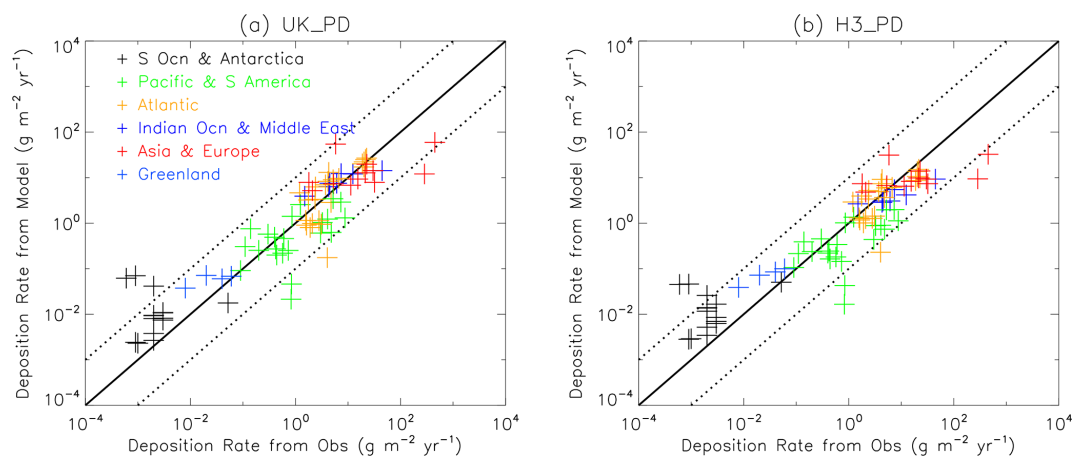 (a) UK_PD
(b) H3_PD
Deposition Rate from Model (g m⁻² yr⁻¹)
10⁴
10²
10⁰
10⁻²
10⁻⁴
S Ocn & Antarctica
Pacific & S America
Atlantic
Indian Ocn & Middle East
Asia & Europe
Greenland
10⁻⁴ 10⁻² 10⁰ 10² 10⁴
Deposition Rate from Obs (g m⁻² yr⁻¹)
Deposition Rate from Model (g m⁻² yr⁻¹)
10⁴
10²
10⁰
10⁻²
10⁻⁴
10⁻⁴ 10⁻² 10⁰ 10² 10⁴
Deposition Rate from Obs (g m⁻² yr⁻¹)